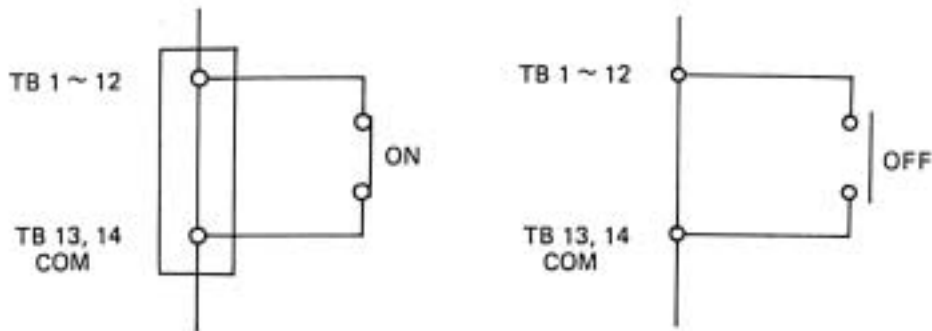 TB 1 ~ 12
ON
TB 13, 14
COM
TB 1 ~ 12
OFF
TB 13, 14
COM